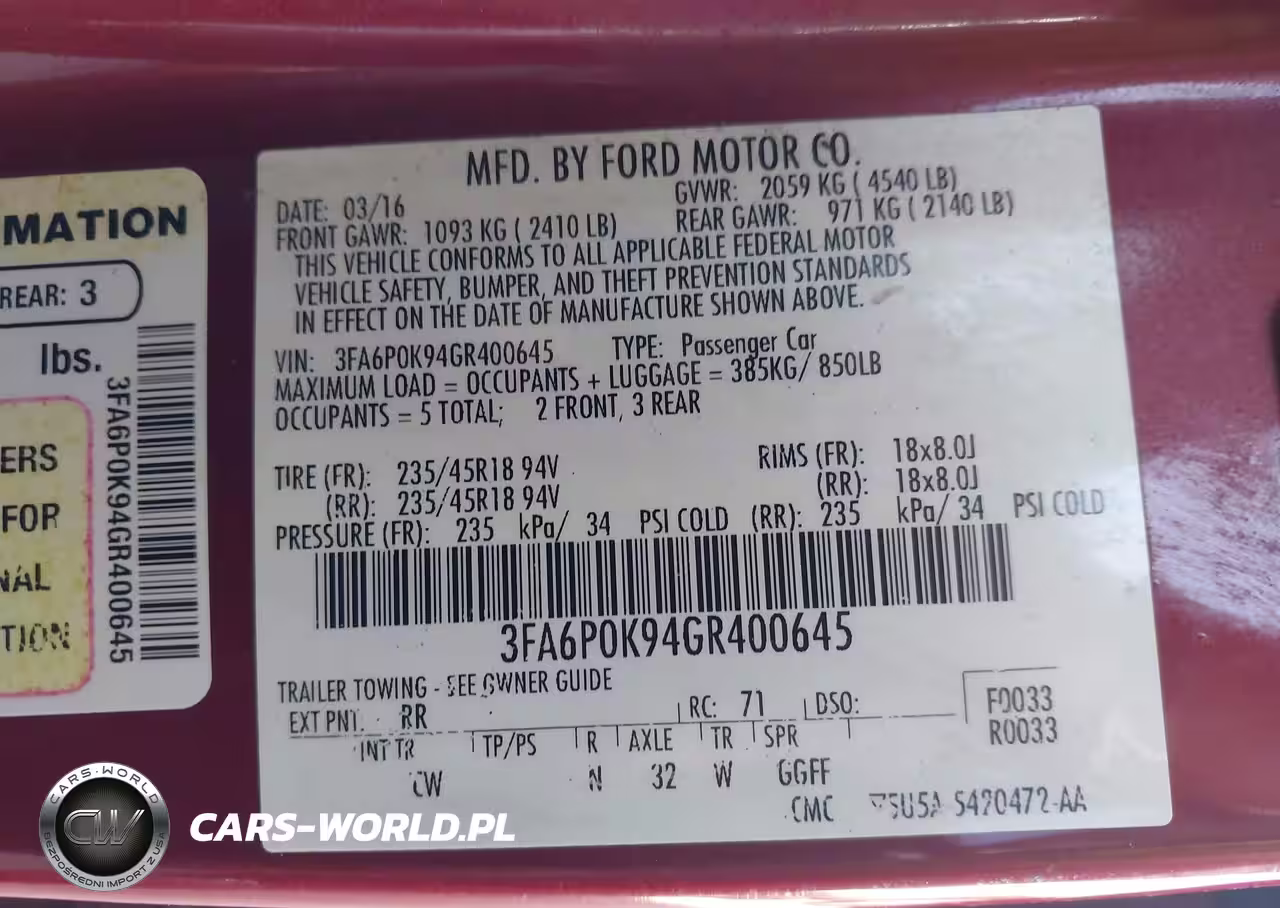 MATION
REAR: 3
lbs.
3FA6P0K94GR400645
ERS
FOR
NAL
TION
MFD. BY FORD MOTOR CO.
DATE: 03/16 GVWR: 2059 KG ( 4540 LB)
FRONT GAWR: 1093 KG ( 2410 LB) REAR GAWR: 971 KG ( 2140 LB)
THIS VEHICLE CONFORMS TO ALL APPLICABLE FEDERAL MOTOR
VEHICLE SAFETY, BUMPER, AND THEFT PREVENTION STANDARDS
IN EFFECT ON THE DATE OF MANUFACTURE SHOWN ABOVE.
VIN: 3FA6P0K94GR400645 TYPE: Passenger Car
MAXIMUM LOAD = OCCUPANTS + LUGGAGE = 385KG/ 850LB
OCCUPANTS = 5 TOTAL; 2 FRONT, 3 REAR
TIRE (FR): 235/45R18 94V RIMS (FR): 18x8.0J
(RR): 235/45R18 94V (RR): 18x8.0J
PRESSURE (FR): 235 kPa/ 34 PSI COLD (RR): 235 kPa/ 34 PSI COLD
3FA6P0K94GR400645
TRAILER TOWING - SEE OWNER GUIDE
EXT PNT: RR RC: 71 DSO: F0033
R0033
INT TR TP/PS R AXLE TR SPR
CW N 32 W GGFF
CMC 5420472-AA
CARS-WORLD
CW
BEZPOŚREDNI IMPORT Z USA
CARS-WORLD.PL